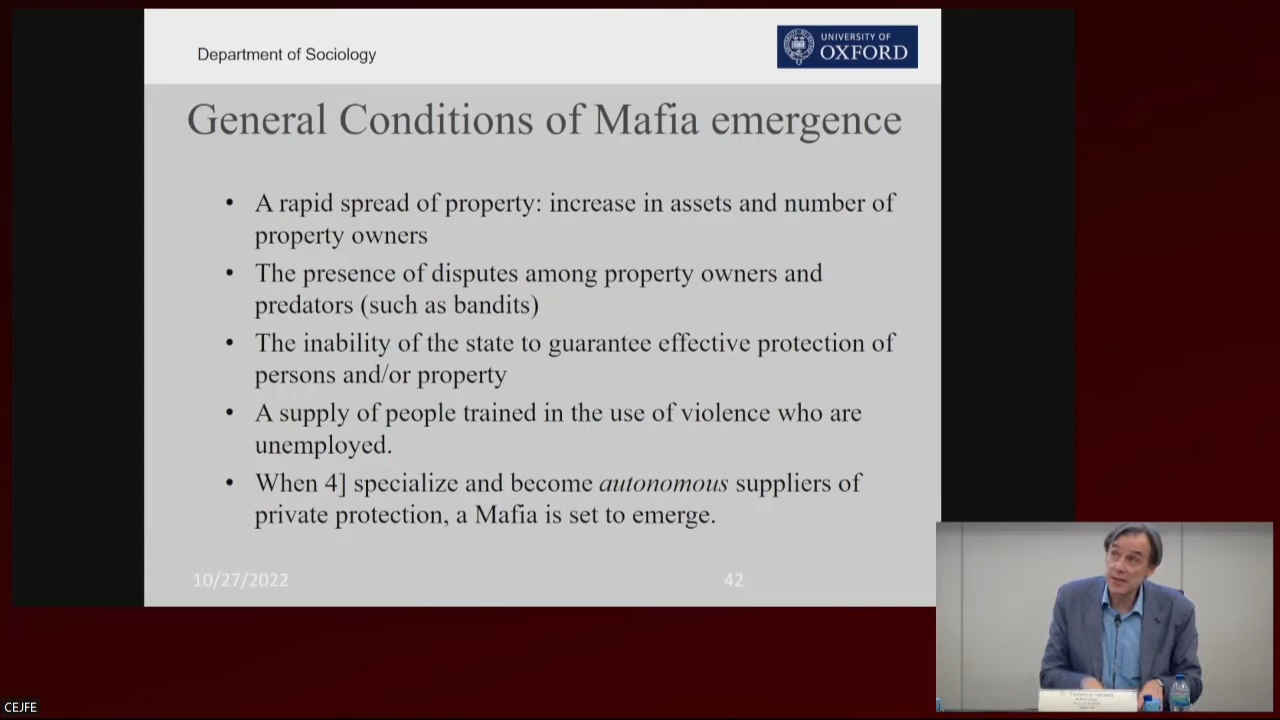 Department of Sociology
UNIVERSITY OF
OXFORD
General Conditions of Mafia emergence
• A rapid spread of property: increase in assets and number of
property owners
• The presence of disputes among property owners and
predators (such as bandits)
• The inability of the state to guarantee effective protection of
persons and/or property
• A supply of people trained in the use of violence who are
unemployed.
• When 4] specialize and become autonomous suppliers of
private protection, a Mafia is set to emerge.
10/27/2022
42
CEJFE